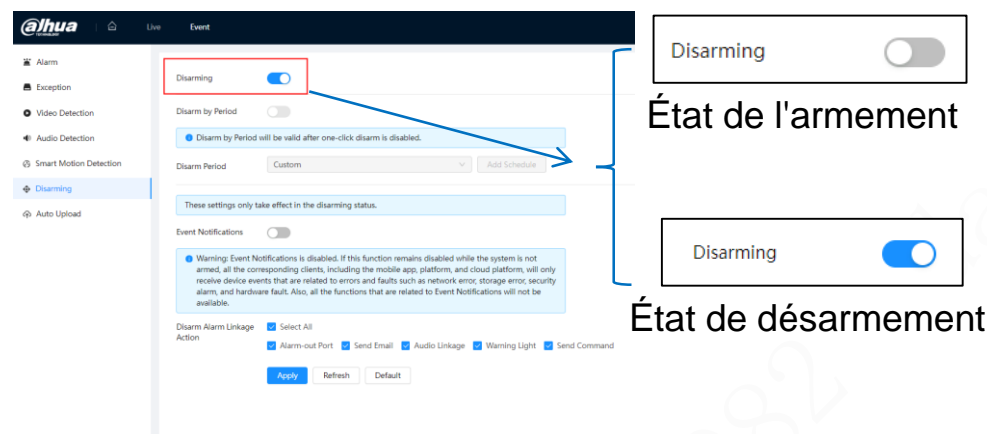 alhua
TECHNOLOGY
Live
Event
Alarm
Exception
Video Detection
Audio Detection
Smart Motion Detection
Disarming
Auto Upload
Disarming
Disarm by Period
Disarm by Period will be valid after one-click disarm is disabled.
Disarm Period
Custom
Add Schedule
These settings only take effect in the disarming status.
Event Notifications
Warning: Event Notifications is disabled. If this function remains disabled while the system is not
armed, all the corresponding clients, including the mobile app, platform, and cloud platform, will only
receive device events that are related to errors and faults such as network error, storage error, security
alarm, and hardware fault. Also, all the functions that are related to Event Notifications will not be
available.
Disarm Alarm Linkage
Action
Select All
Alarm-out Port Send Email Audio Linkage Warning Light Send Command
Apply Refresh Default
Disarming
État de l'armement
Disarming
État de désarmement